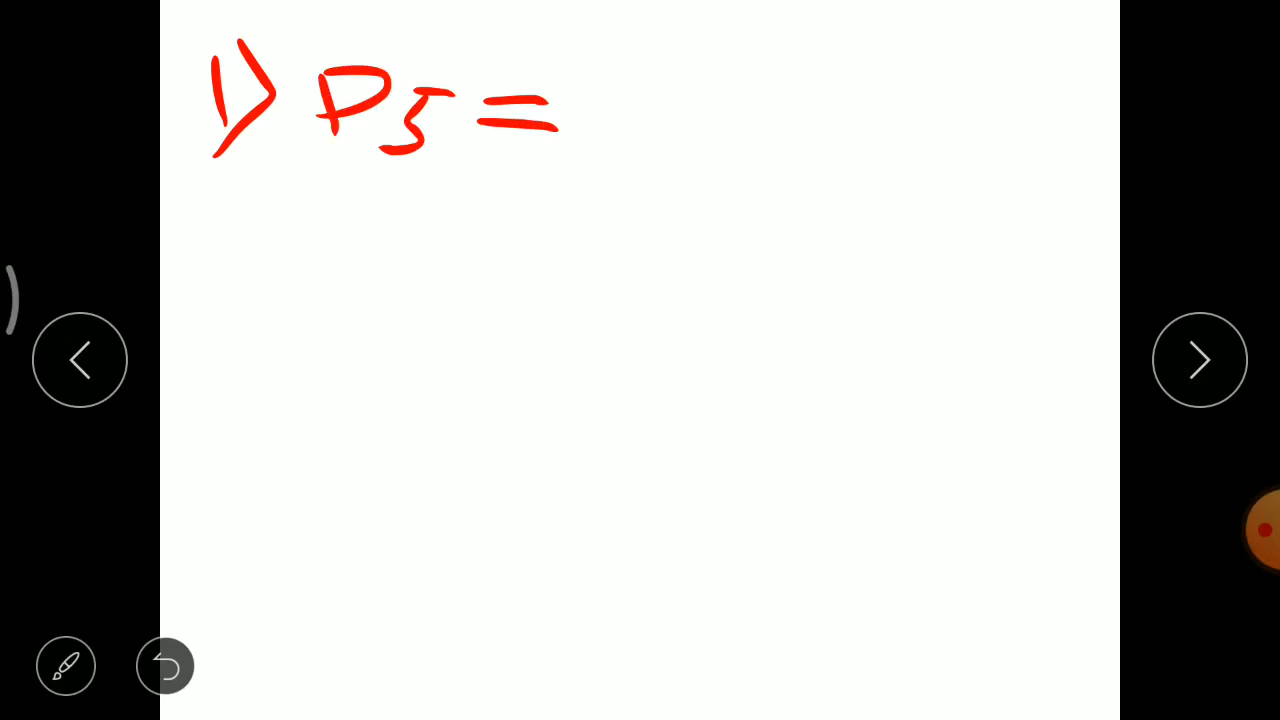 1) P₅ =